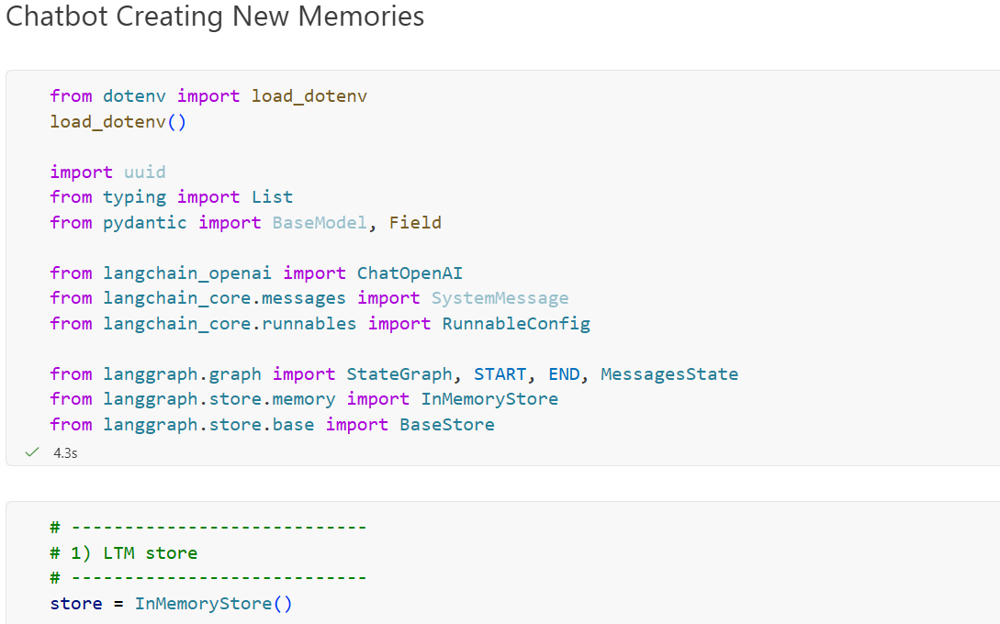 Chatbot Creating New Memories
from dotenv import load_dotenv
load_dotenv()
import uuid
from typing import List
from pydantic import BaseModel, Field
from langchain_openai import ChatOpenAI
from langchain_core.messages import SystemMessage
from langchain_core.runnables import RunnableConfig
from langgraph.graph import StateGraph, START, END, MessagesState
from langgraph.store.memory import InMemoryStore
from langgraph.store.base import BaseStore
4.3s
# ----------------------------
# 1) LTM store
# ----------------------------
store = InMemoryStore()